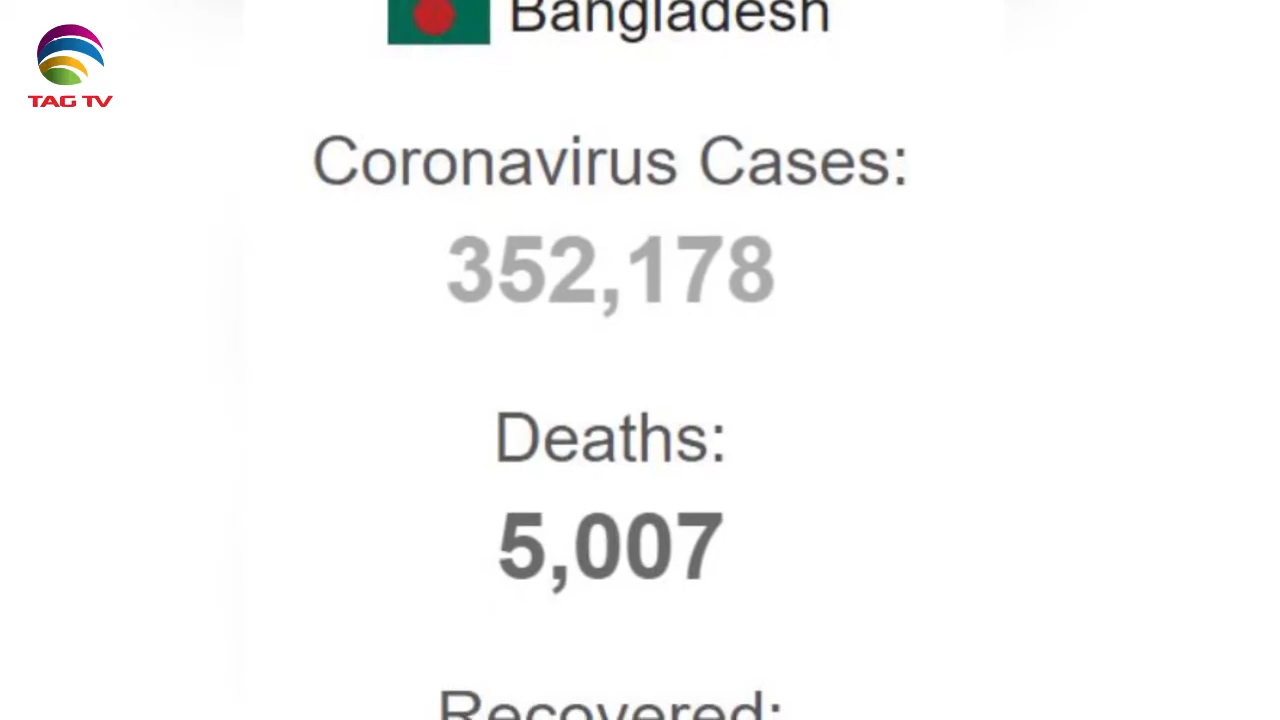 Bangladesh
TAG TV
Coronavirus Cases:
352,178
Deaths:
5,007
Recovered: